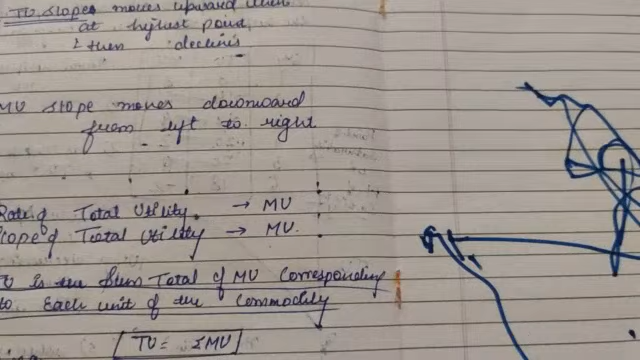 TU slope moves upward then
at highest point,
& then declines
MU slope moves downward
from left to right
Rate of Total Utility. → MU
Slope of Total Utility → MU.
TU is the Sum Total of MU Corresponding
to Each unit of the Commodity
[TU = ΣMU]